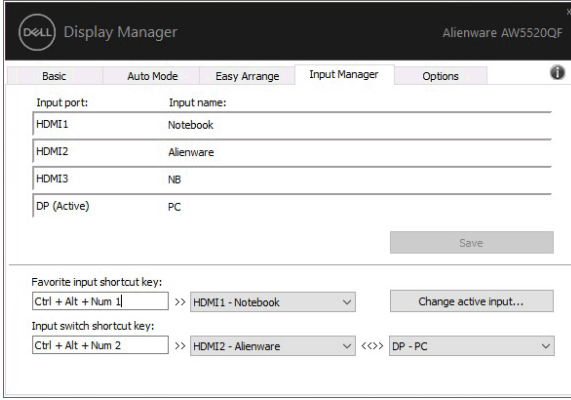 DELL Display Manager Alienware AW5520QF
x
Basic Auto Mode Easy Arrange Input Manager Options i
Input port: Input name:
HDMI1 Notebook
HDMI2 Alienware
HDMI3 NB
DP (Active) PC
Save
Favorite input shortcut key:
Ctrl + Alt + Num 1 >> HDMI1 - Notebook Change active input...
Input switch shortcut key:
Ctrl + Alt + Num 2 >> HDMI2 - Alienware <<>> DP - PC